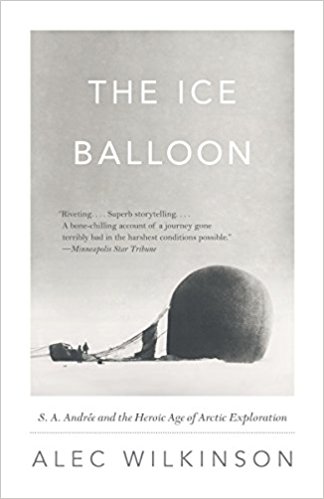 THE ICE
BALLOON
"Riveting. . . . Superb storytelling. . . .
A bone-chilling account of a journey gone
terribly bad in the harshest conditions possible."
—Minneapolis Star Tribune
S. A. Andrée and the Heroic Age of Arctic Exploration
ALEC WILKINSON